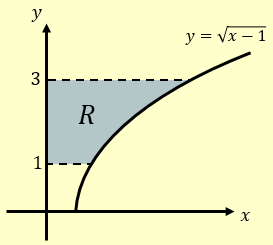 y
y = √(x − 1)
3
R
1
x